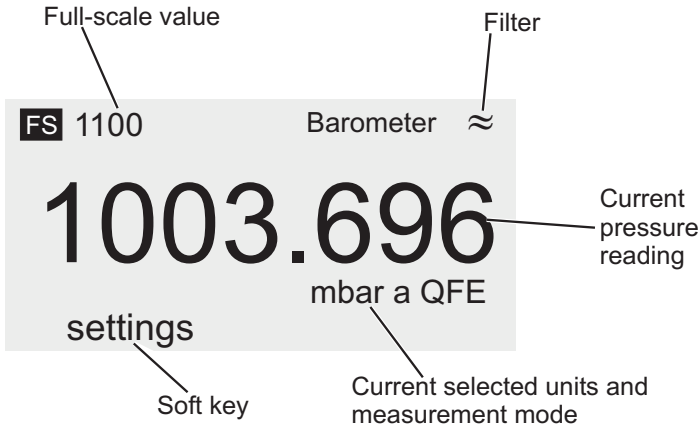 Full-scale value
Filter
FS 1100
Barometer ≈
1003.696
Current
pressure
reading
mbar a QFE
settings
Soft key
Current selected units and
measurement mode